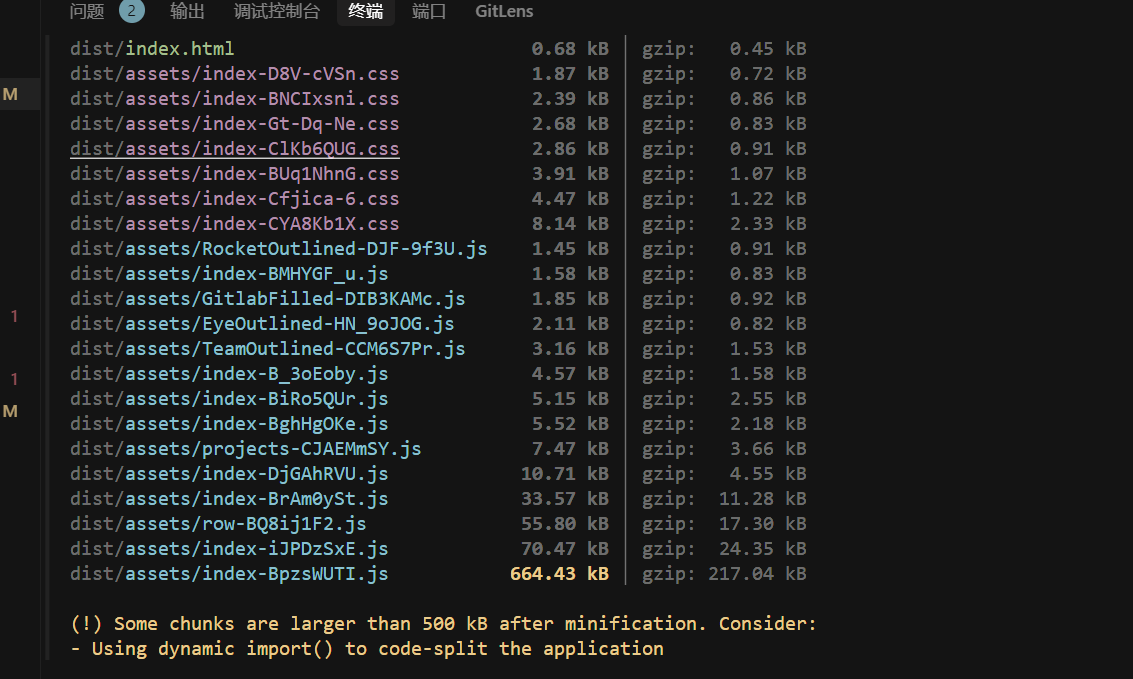 问题 2 输出 调试控制台 终端 端口 GitLens
dist/index.html 0.68 kB │ gzip: 0.45 kB
dist/assets/index-D8V-cVSn.css 1.87 kB │ gzip: 0.72 kB
M
dist/assets/index-BNCIxsni.css 2.39 kB │ gzip: 0.86 kB
dist/assets/index-Gt-Dq-Ne.css 2.68 kB │ gzip: 0.83 kB
dist/assets/index-ClKb6QUG.css 2.86 kB │ gzip: 0.91 kB
dist/assets/index-BUq1NhnG.css 3.91 kB │ gzip: 1.07 kB
dist/assets/index-Cfjica-6.css 4.47 kB │ gzip: 1.22 kB
dist/assets/index-CYA8Kb1X.css 8.14 kB │ gzip: 2.33 kB
dist/assets/RocketOutlined-DJF-9f3U.js 1.45 kB │ gzip: 0.91 kB
dist/assets/index-BMHYGF_u.js 1.58 kB │ gzip: 0.83 kB
dist/assets/GitlabFilled-DIB3KAMc.js 1.85 kB │ gzip: 0.92 kB
1
dist/assets/EyeOutlined-HN_9oJOG.js 2.11 kB │ gzip: 0.82 kB
dist/assets/TeamOutlined-CCM6S7Pr.js 3.16 kB │ gzip: 1.53 kB
dist/assets/index-B_3oEoby.js 4.57 kB │ gzip: 1.58 kB
1
dist/assets/index-BiRo5QUr.js 5.15 kB │ gzip: 2.55 kB
M
dist/assets/index-BghHgOKe.js 5.52 kB │ gzip: 2.18 kB
dist/assets/projects-CJAEMmSY.js 7.47 kB │ gzip: 3.66 kB
dist/assets/index-DjGAhRVU.js 10.71 kB │ gzip: 4.55 kB
dist/assets/index-BrAm0ySt.js 33.57 kB │ gzip: 11.28 kB
dist/assets/row-BQ8ij1F2.js 55.80 kB │ gzip: 17.30 kB
dist/assets/index-iJPDzSxE.js 70.47 kB │ gzip: 24.35 kB
dist/assets/index-BpzsWUTI.js 664.43 kB │ gzip: 217.04 kB
(!) Some chunks are larger than 500 kB after minification. Consider:
- Using dynamic import() to code-split the application